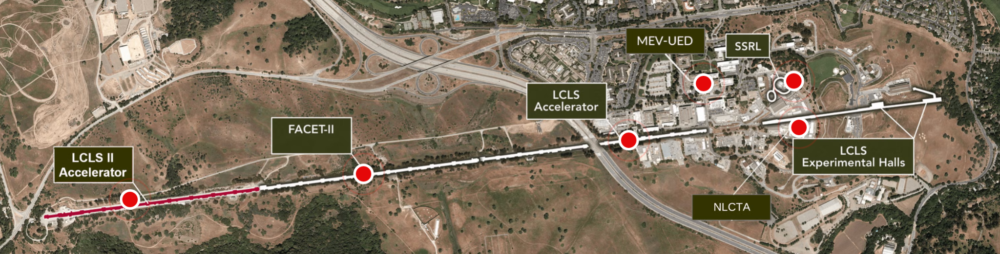 MEV-UED
SSRL
LCLS
Accelerator
FACET-II
LCLS II
Accelerator
LCLS
Experimental Halls
NLCTA